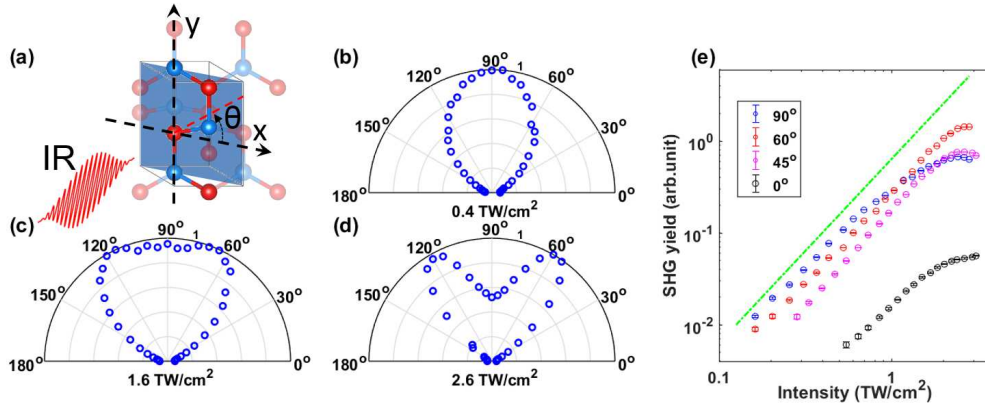 (a)
y
θ
x
IR
(b)
180°
150°
120°
90°
1
60°
30°
0°
0.4 TW/cm²
(c)
180°
150°
120°
90°
1
60°
30°
0°
1.6 TW/cm²
(d)
180°
150°
120°
90°
1
60°
30°
0°
2.6 TW/cm²
(e)
SHG yield (arb.unit)
10⁰
10⁻¹
10⁻²
90°
60°
45°
0°
0.1
1
Intensity (TW/cm²)